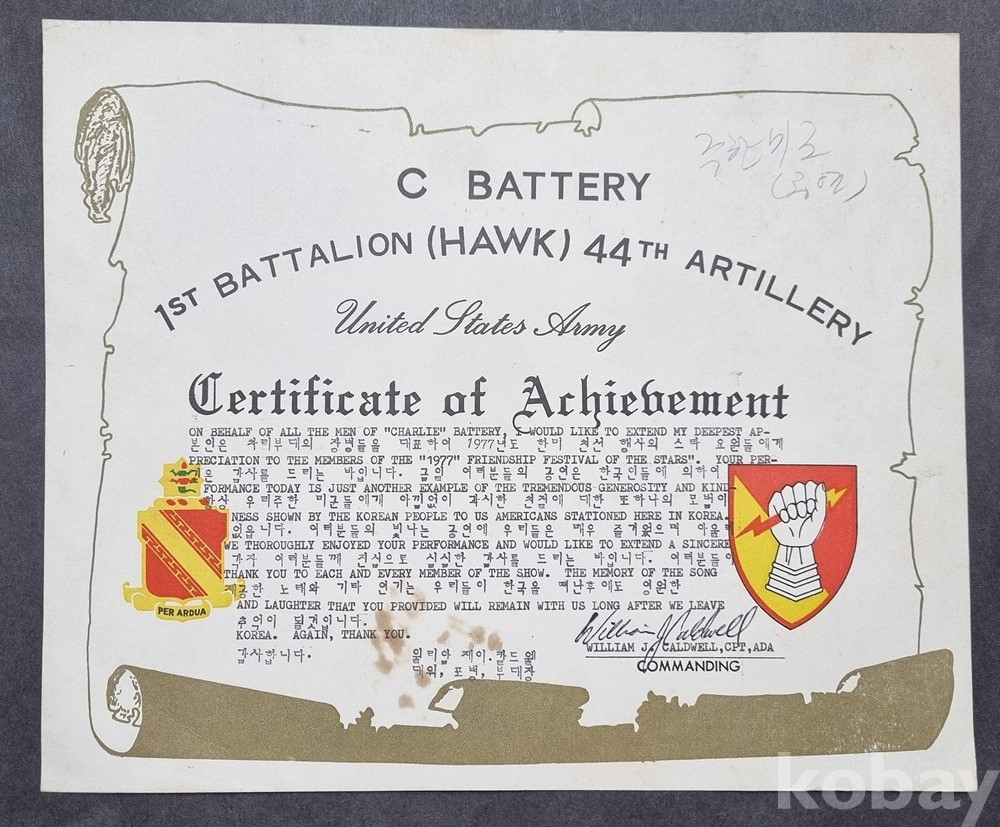 C BATTERY
1ST BATTALION (HAWK) 44TH ARTILLERY
United States Army
Certificate of Achievement
ON BEHALF OF ALL THE MEN OF "CHARLIE" BATTERY, I WOULD LIKE TO EXTEND MY DEEPEST AP-
본인은 차리부대의 장병들을 대표하여 1977년도 한미 친선 행사의 스타 요원들에게
PRECIATION TO THE MEMBERS OF THE "1977" FRIENDSHIP FESTIVAL OF THE STARS". YOUR PER-
은 감사를 드리는 바입니다. 금일 여러분들의 공연은 한국인들에 의하여
FORMANCE TODAY IS JUST ANOTHER EXAMPLE OF THE TREMENDOUS GENEROSITY AND KIND-
항상 우리주한 미군들에게 아낌없이 과시한 친절에 대한 또하나의 모범이
NESS SHOWN BY THE KOREAN PEOPLE TO US AMERICANS STATIONED HERE IN KOREA.
없읍니다. 여러분들의 빛나는 공연에 우리들은 매우 즐거웠으며 아울러
WE THOROUGHLY ENJOYED YOUR PERFORMANCE AND WOULD LIKE TO EXTEND A SINCERE
각자 여러분들께 진심으로 심심한 감사를 드리는 바입니다. 여러분들이
THANK YOU TO EACH AND EVERY MEMBER OF THE SHOW. THE MEMORY OF THE SONG
제공한 노래와 기타 연기는 우리들이 한국을 떠난후에도 영원한
AND LAUGHTER THAT YOU PROVIDED WILL REMAIN WITH US LONG AFTER WE LEAVE
추억이 될것입니다.
KOREA. AGAIN, THANK YOU.
감사합니다.
PER ARDUA
William J Caldwell
WILLIAM J. CALDWELL, CPT, ADA
COMMANDING
윌리암 제이. 카드웰
대위, 포병, 부대장
kobay